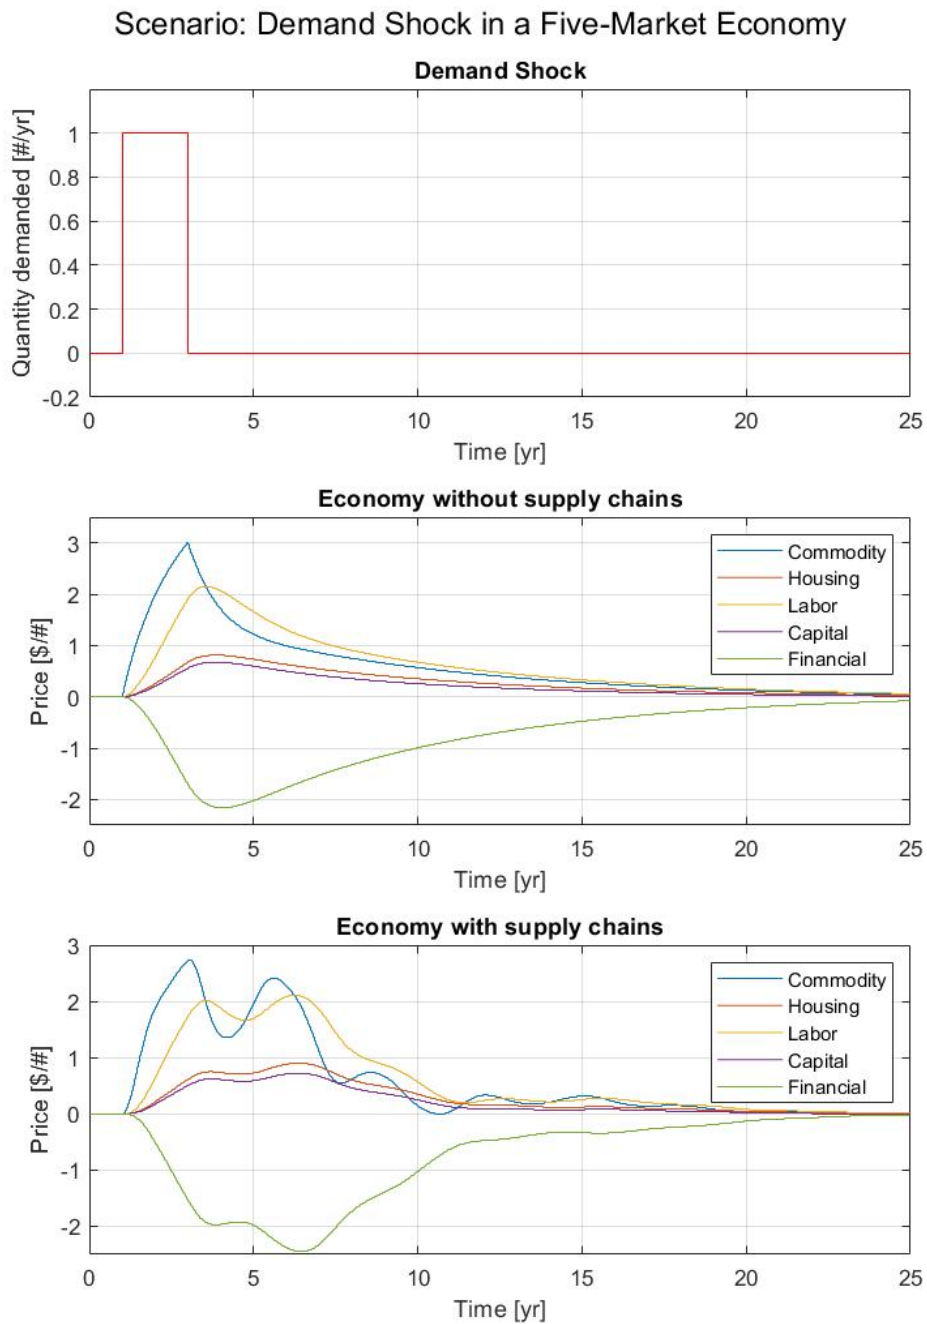 Scenario: Demand Shock in a Five-Market Economy
Demand Shock
Quantity demanded [#/yr]
1
0.8
0.6
0.4
0.2
0
-0.2
0 5 10 15 20 25
Time [yr]
Economy without supply chains
Price [$/#]
3
2
1
0
-1
-2
Commodity
Housing
Labor
Capital
Financial
0 5 10 15 20 25
Time [yr]
Economy with supply chains
Price [$/#]
3
2
1
0
-1
-2
Commodity
Housing
Labor
Capital
Financial
0 5 10 15 20 25
Time [yr]